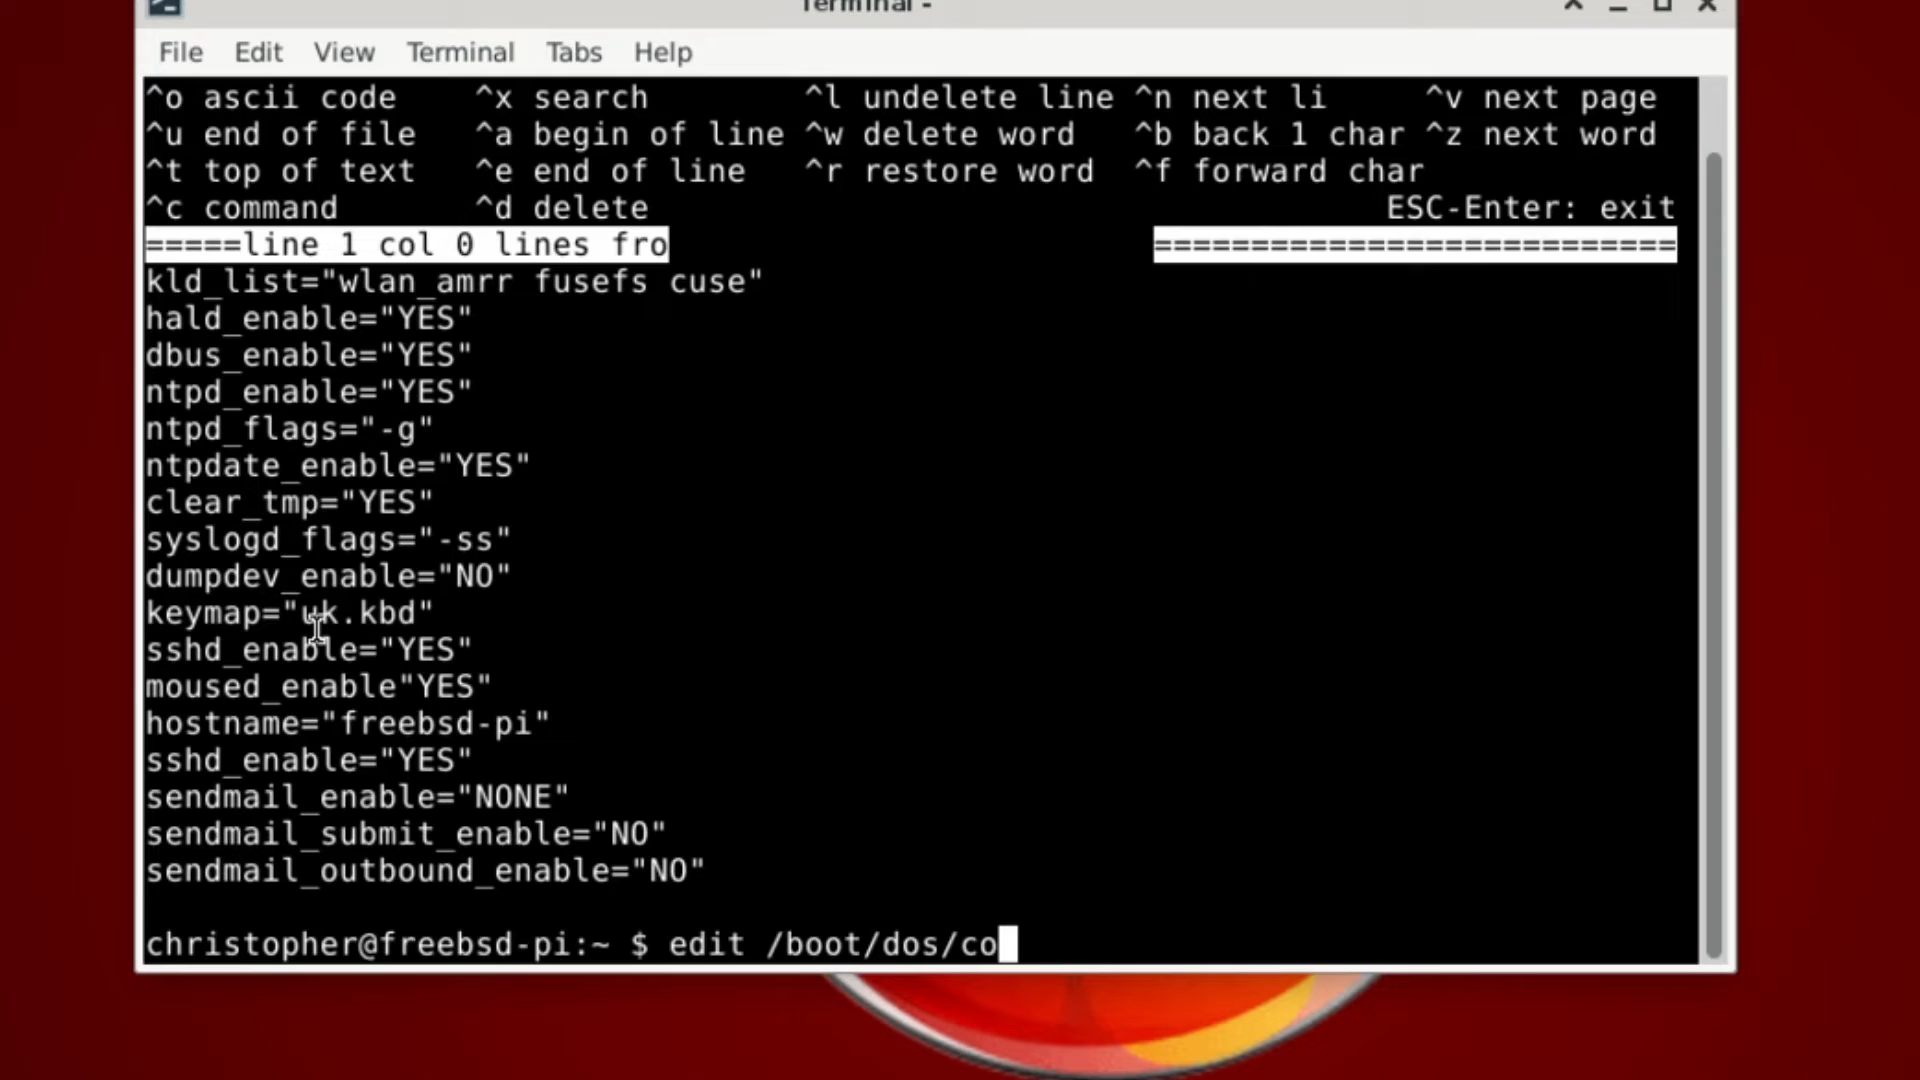 Terminal -
File Edit View Terminal Tabs Help
^o ascii code ^x search ^l undelete line ^n next li ^v next page
^u end of file ^a begin of line ^w delete word ^b back 1 char ^z next word
^t top of text ^e end of line ^r restore word ^f forward char
^c command ^d delete ESC-Enter: exit
=====line 1 col 0 lines fro ===========================
kld_list="wlan_amrr fusefs cuse"
hald_enable="YES"
dbus_enable="YES"
ntpd_enable="YES"
ntpd_flags="-g"
ntpdate_enable="YES"
clear_tmp="YES"
syslogd_flags="-ss"
dumpdev_enable="NO"
keymap="uk.kbd"
sshd_enable="YES"
moused_enable"YES"
hostname="freebsd-pi"
sshd_enable="YES"
sendmail_enable="NONE"
sendmail_submit_enable="NO"
sendmail_outbound_enable="NO"
christopher@freebsd-pi:~ $ edit /boot/dos/co